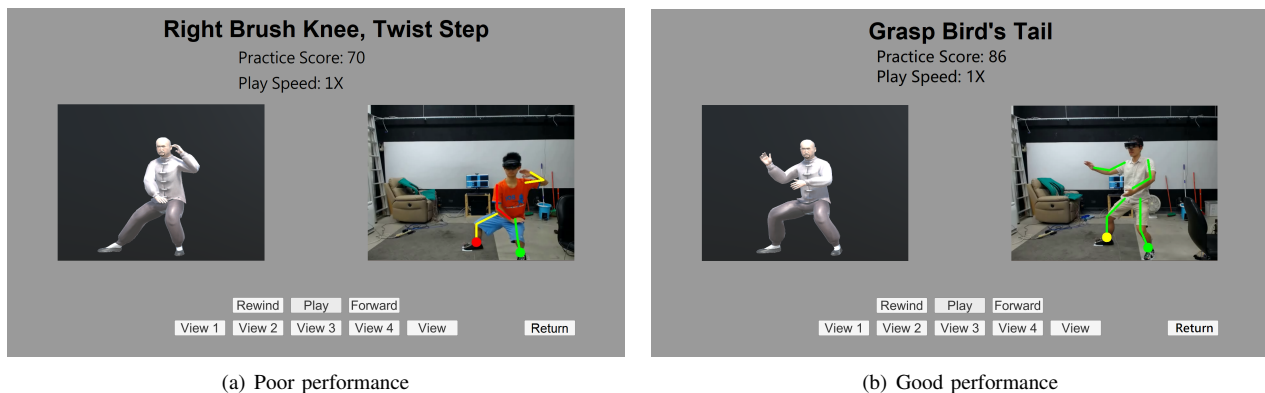 Right Brush Knee, Twist Step
Practice Score: 70
Play Speed: 1X
Rewind Play Forward
View 1 View 2 View 3 View 4 View Return
(a) Poor performance
Grasp Bird's Tail
Practice Score: 86
Play Speed: 1X
Rewind Play Forward
View 1 View 2 View 3 View 4 View Return
(b) Good performance